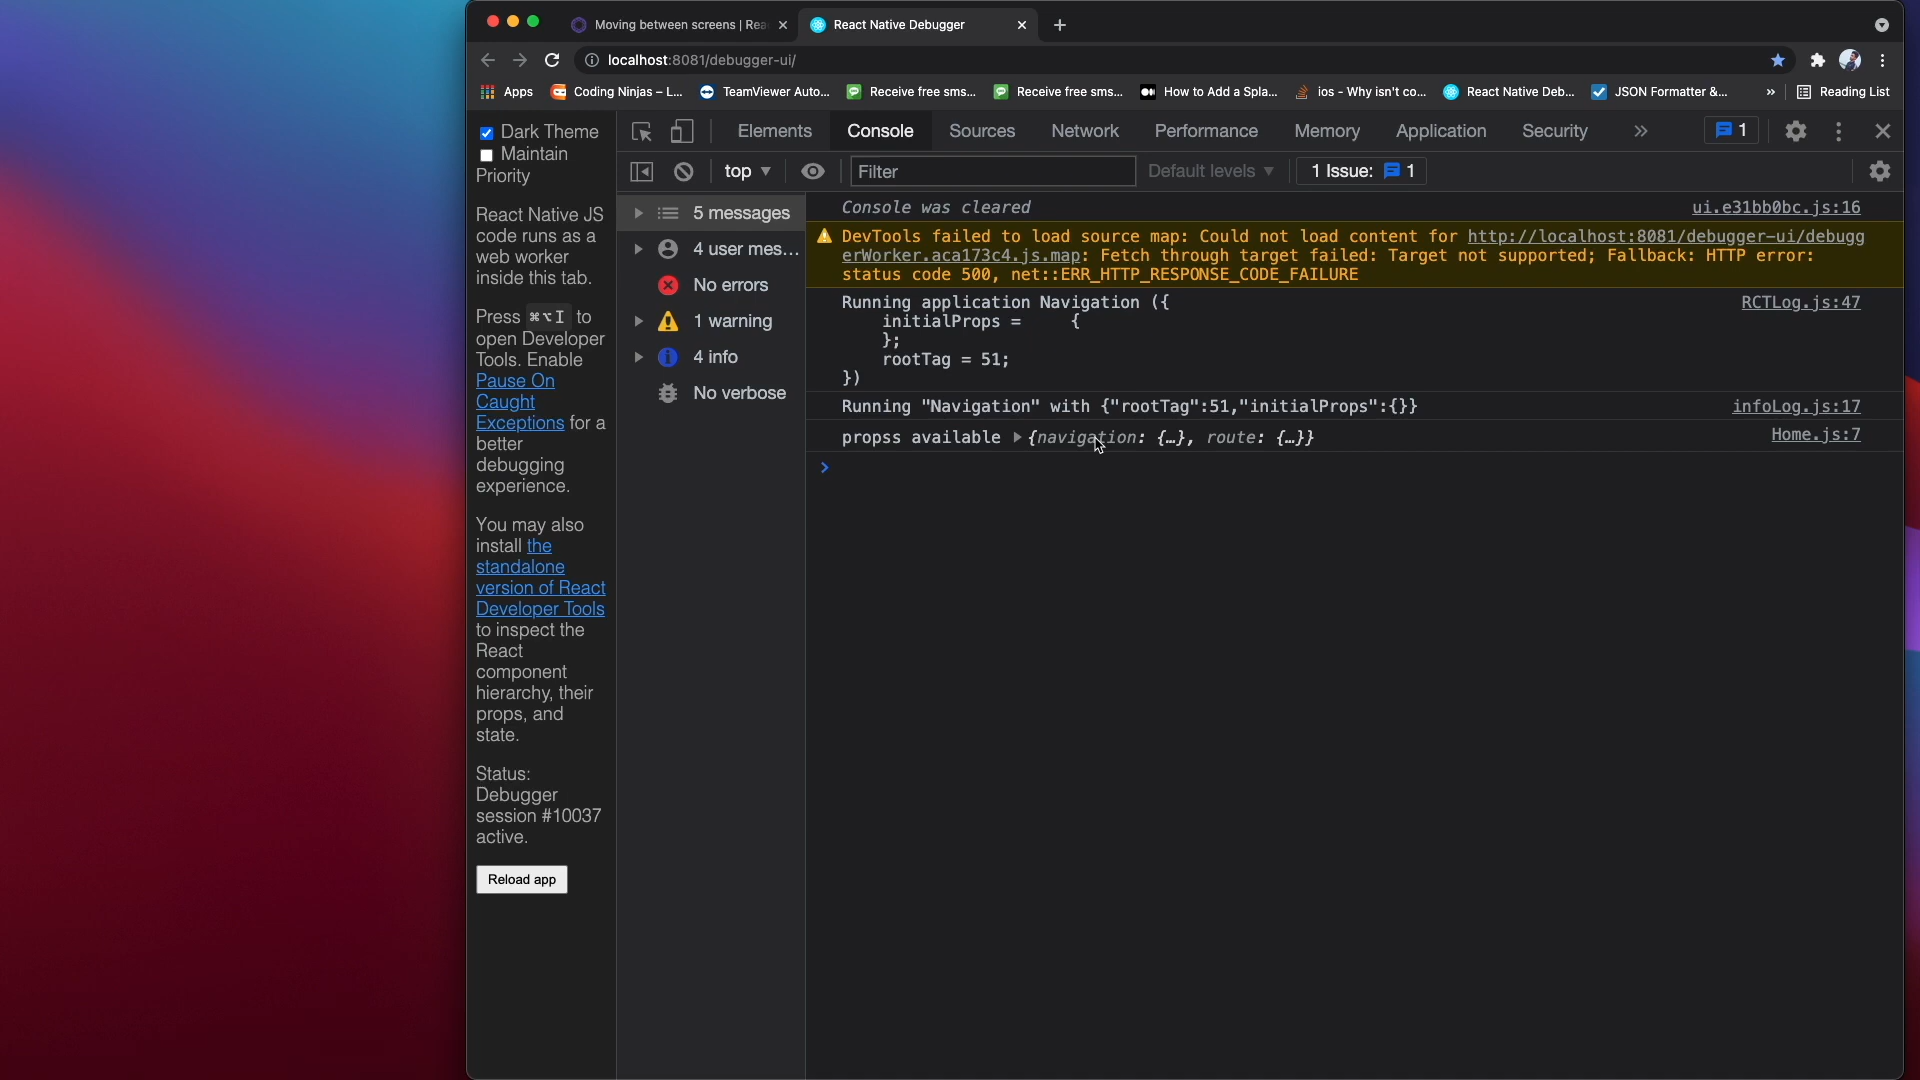 Moving between screens | Rea
React Native Debugger
localhost:8081/debugger-ui/
Apps
Coding Ninjas – L...
TeamViewer Auto...
Receive free sms...
Receive free sms...
How to Add a Spla...
ios - Why isn't co...
React Native Deb...
JSON Formatter &...
»
Reading List
Dark Theme
Maintain
Priority
React Native JS
code runs as a
web worker
inside this tab.
Press ⌘⌥I to
open Developer
Tools. Enable
Pause On
Caught
Exceptions for a
better
debugging
experience.
You may also
install the
standalone
version of React
Developer Tools
to inspect the
React
component
hierarchy, their
props, and
state.
Status:
Debugger
session #10037
active.
Reload app
Elements
Console
Sources
Network
Performance
Memory
Application
Security
»
1
top
Filter
Default levels
1 Issue: 1
5 messages
4 user mes...
No errors
1 warning
4 info
No verbose
Console was cleared
ui.e31bb0bc.js:16
DevTools failed to load source map: Could not load content for http://localhost:8081/debugger-ui/debugg
erWorker.aca173c4.js.map: Fetch through target failed: Target not supported; Fallback: HTTP error:
status code 500, net::ERR_HTTP_RESPONSE_CODE_FAILURE
Running application Navigation ({
RCTLog.js:47
initialProps = {
};
rootTag = 51;
})
Running "Navigation" with {"rootTag":51,"initialProps":{}}
infoLog.js:17
propss available {navigation: {…}, route: {…}}
Home.js:7